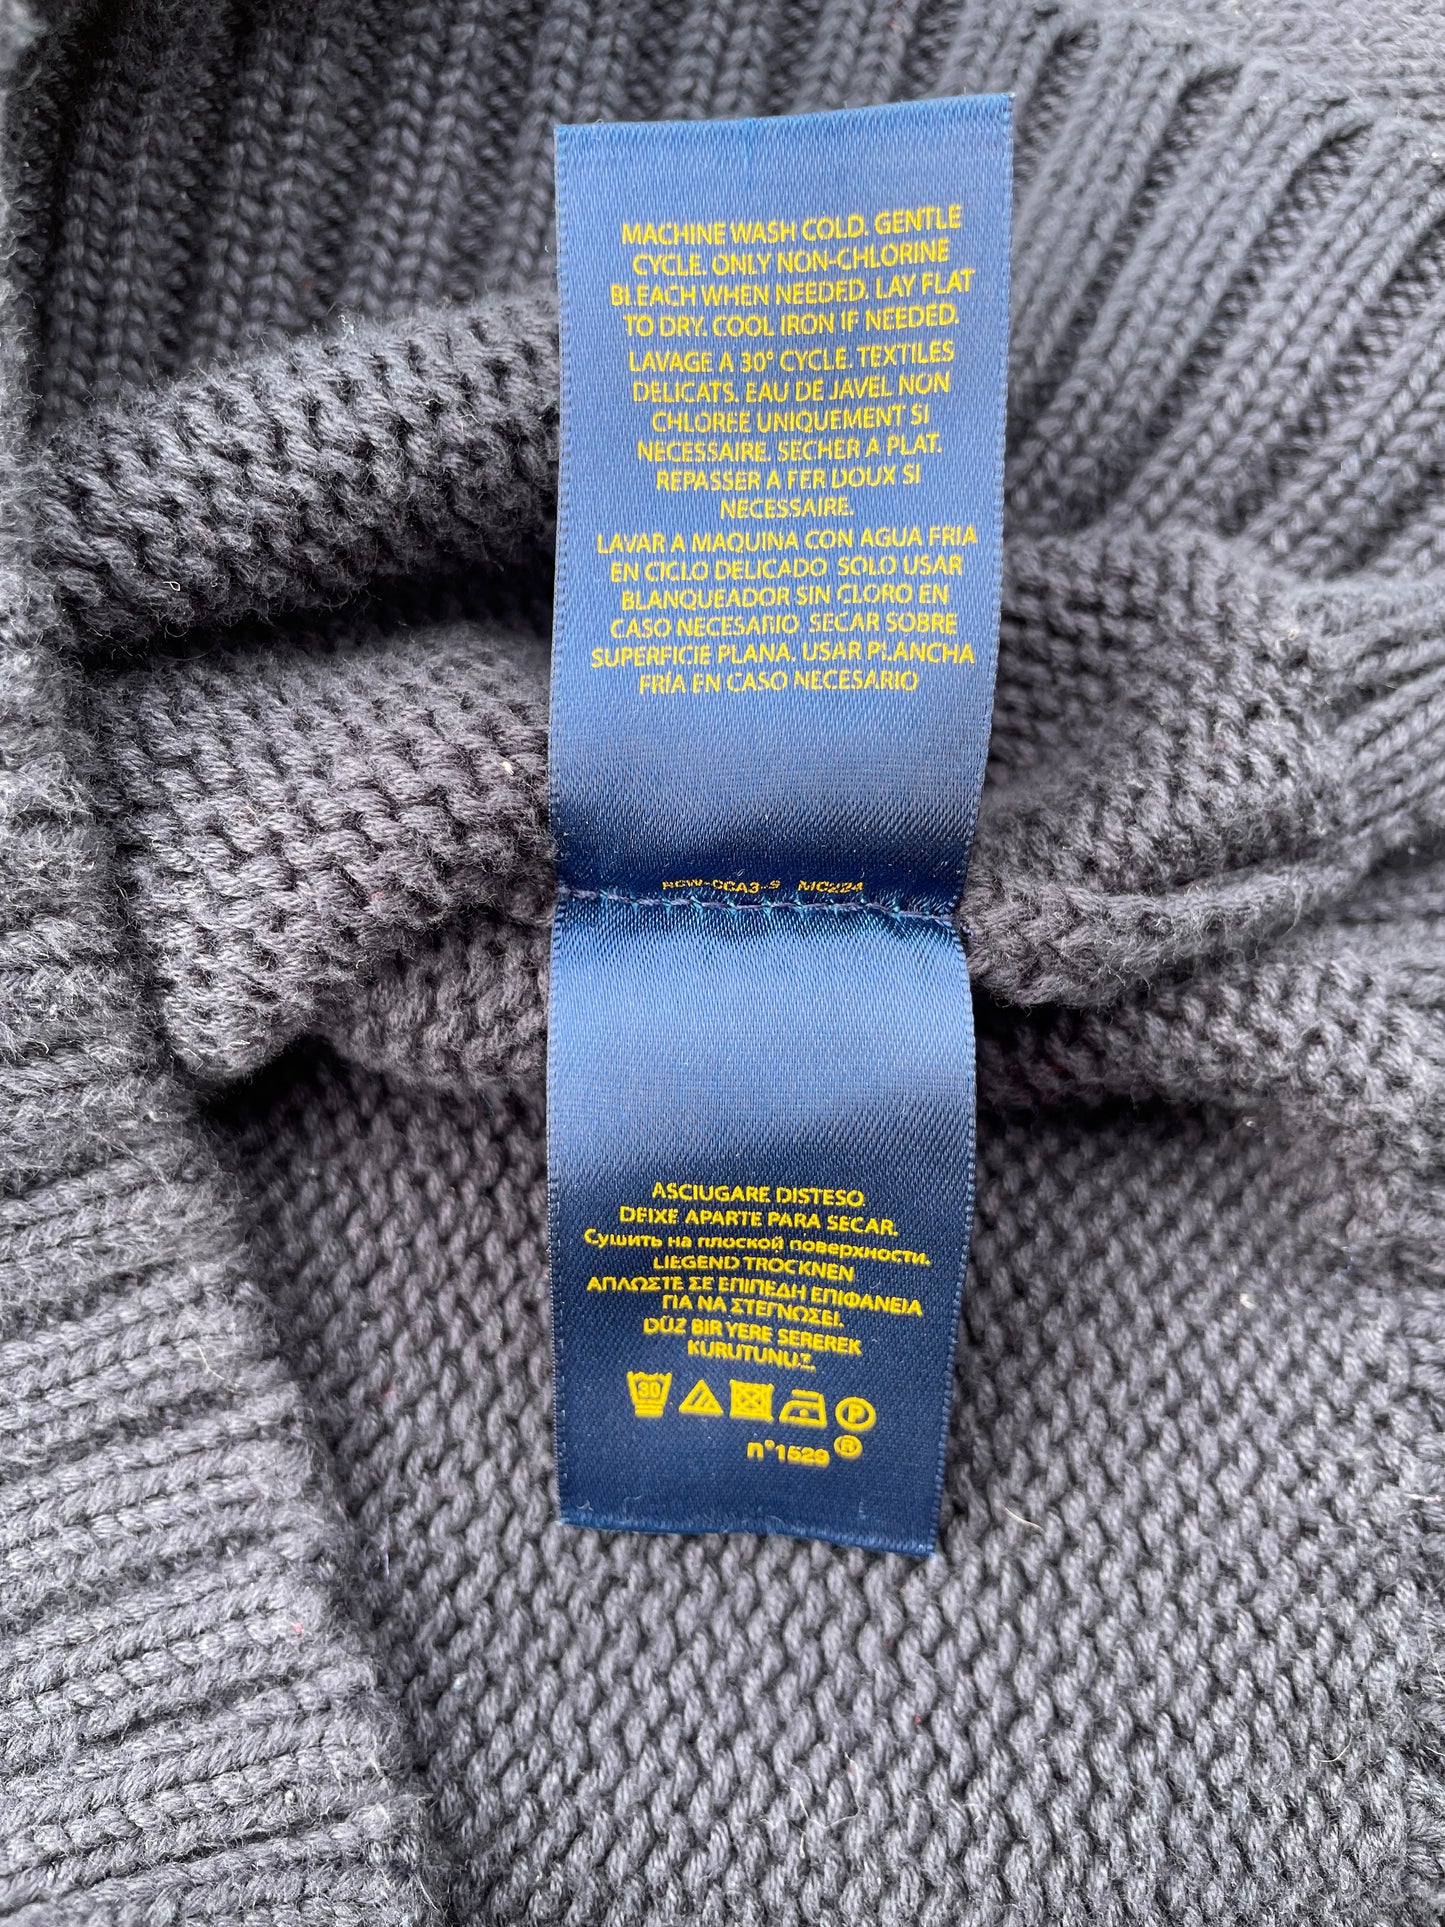 MACHINE WASH COLD. GENTLE
CYCLE. ONLY NON-CHLORINE
BLEACH WHEN NEEDED. LAY FLAT
TO DRY. COOL IRON IF NEEDED.
LAVAGE A 30° CYCLE. TEXTILES
DELICATS. EAU DE JAVEL NON
CHLOREE UNIQUEMENT SI
NECESSAIRE. SECHER A PLAT.
REPASSER A FER DOUX SI
NECESSAIRE.
LAVAR A MAQUINA CON AGUA FRIA
EN CICLO DELICADO SOLO USAR
BLANQUEADOR SIN CLORO EN
CASO NECESARIO SECAR SOBRE
SUPERFICIE PLANA. USAR PLANCHA
FRÍA EN CASO NECESARIO
MC224
ASCIUGARE DISTESO
DEIXE APARTE PARA SECAR.
Сушить на плоской поверхности.
LIEGEND TROCKNEN
ΑΠΛΩΣΤΕ ΣΕ ΕΠΙΠΕΔΗ ΕΠΙΦΑΝΕΙΑ
ΓΙΑ ΝΑ ΣΤΕΓΝΩΣΕΙ.
DÜZ BIR YERE SEREREK
KURUTUNUZ.
30 P
n°1529®